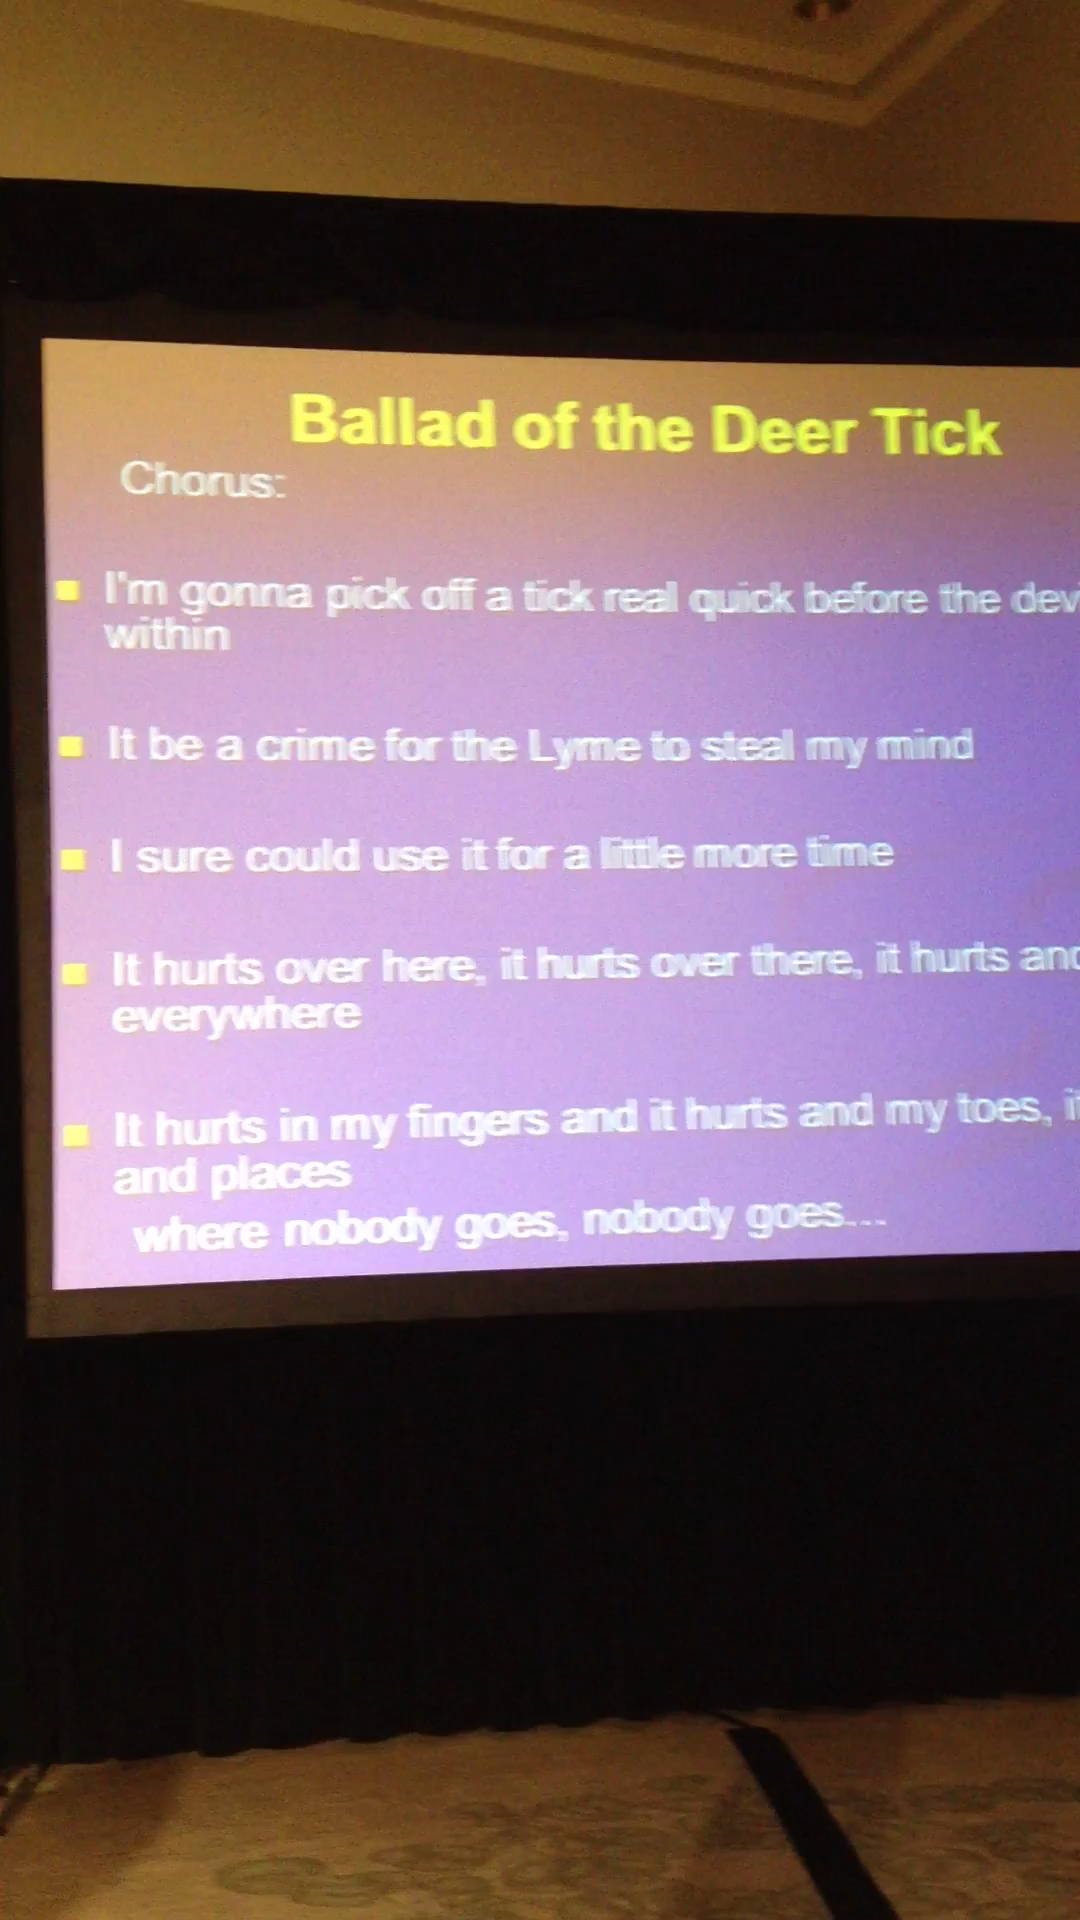 Ballad of the Deer Tick
Chorus:
I'm gonna pick off a tick real quick before the
within
It be a crime for the Lyme to steal my mind
I sure could use it for a little more time
It hurts over here, it hurts over there, it hurts and
everywhere
It hurts in my fingers and it hurts and my toes,
and places
where nobody goes, nobody goes...